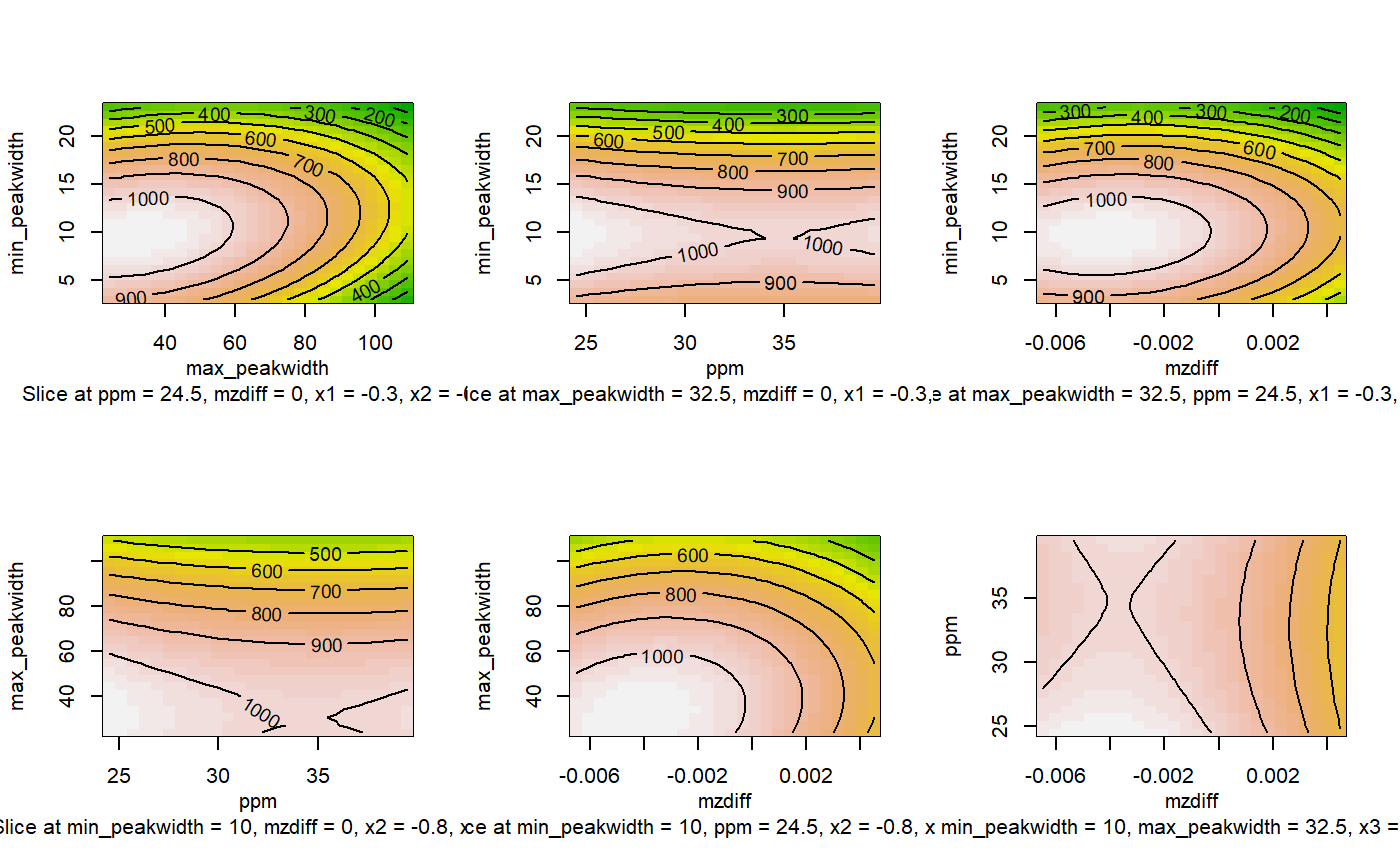 min_peakwidth
20
15
10
5
400
300
200
500
600
700
800
1000
900
400
40 60 80 100
max_peakwidth
Slice at ppm = 24.5, mzdiff = 0, x1 = -0.3, x2 =
min_peakwidth
20
15
10
5
300
400
500
600
700
800
900
1000
1000
900
25 30 35
ppm
ice at max_peakwidth = 32.5, mzdiff = 0, x1 = -0.3,
min_peakwidth
20
15
10
5
300
300
200
400
600
700
800
1000
900
-0.006 -0.002 0.002
mzdiff
e at max_peakwidth = 32.5, ppm = 24.5, x1 = -0.3,
max_peakwidth
80
60
40
500
600
700
800
900
1000
25 30 35
ppm
Slice at min_peakwidth = 10, mzdiff = 0, x2 = -0.8, x
max_peakwidth
80
60
40
600
800
1000
-0.006 -0.002 0.002
mzdiff
ce at min_peakwidth = 10, ppm = 24.5, x2 = -0.8, x
ppm
35
30
25
-0.006 -0.002 0.002
mzdiff
min_peakwidth = 10, max_peakwidth = 32.5, x3 =